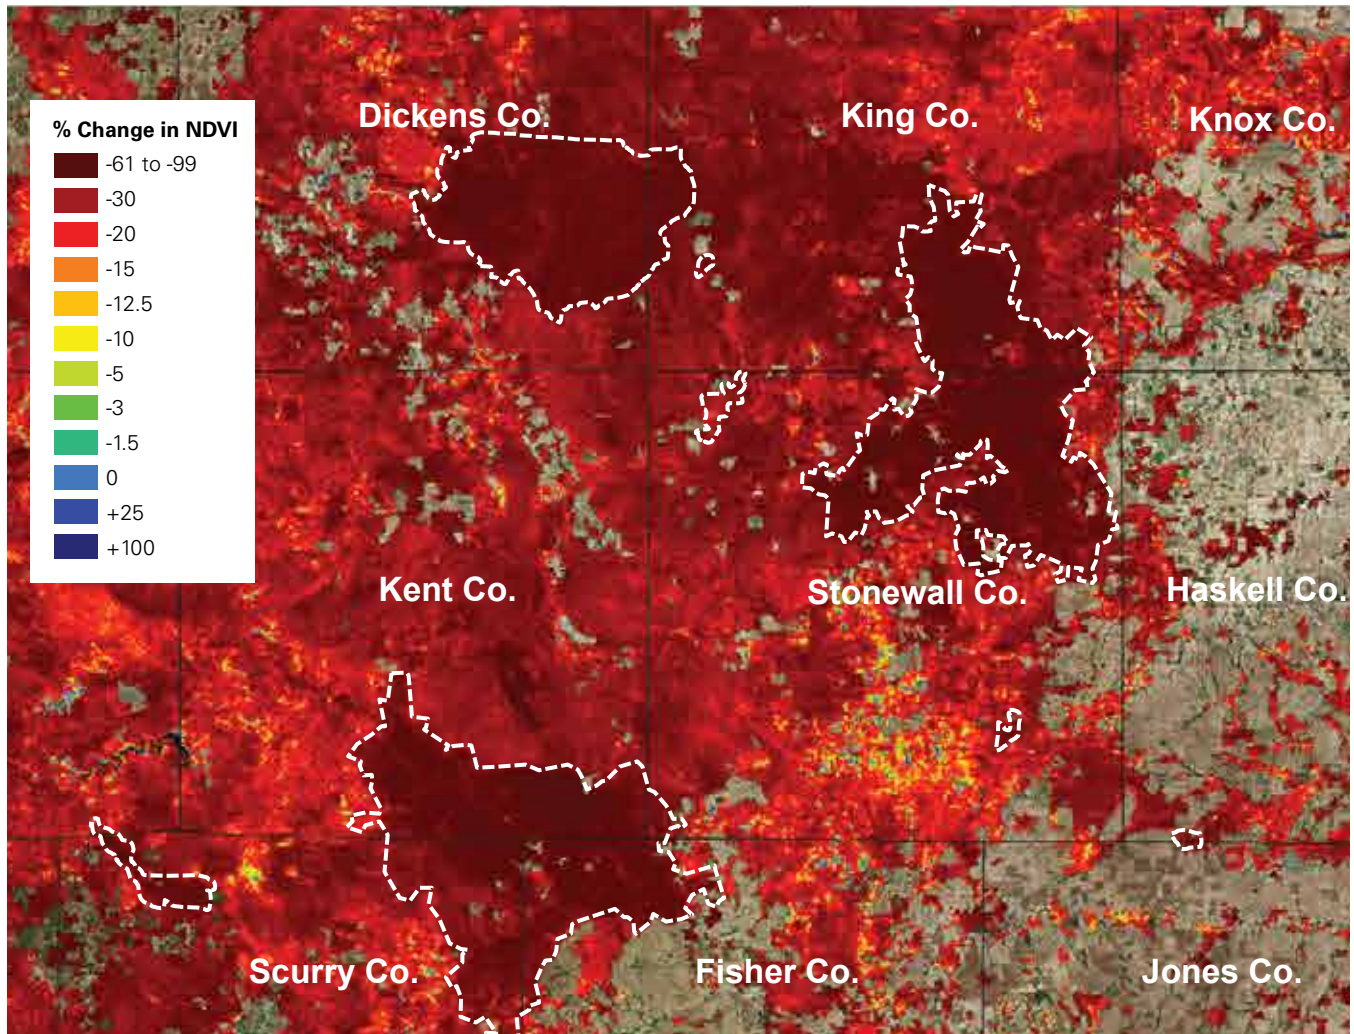 Dickens Co.
King Co.
Knox Co.
% Change in NDVI
-61 to -99
-30
-20
-15
-12.5
-10
-5
-3
-1.5
0
+25
+100
Kent Co.
Stonewall Co.
Haskell Co.
Scurry Co.
Fisher Co.
Jones Co.